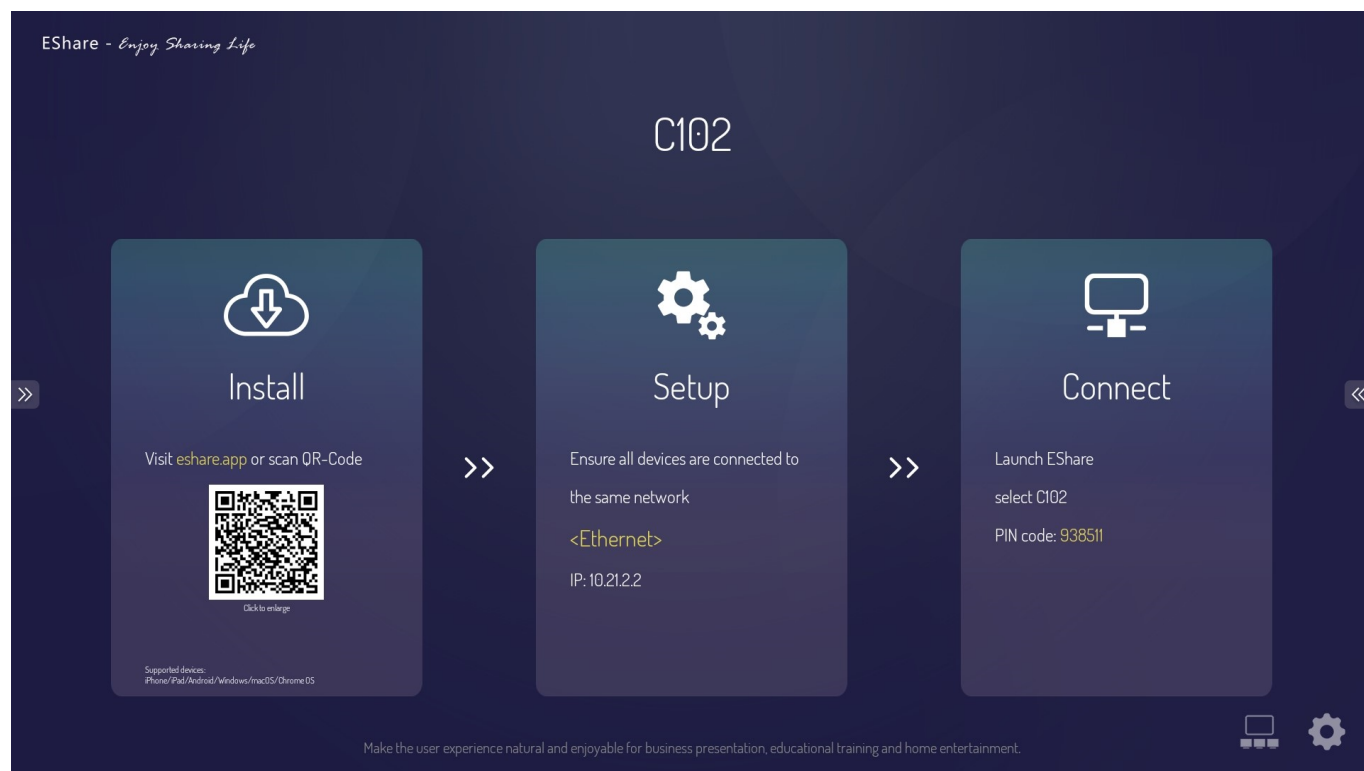 EShare - Enjoy Sharing Life
C102
Install
Visit eshare.app or scan QR-Code
Click to enlarge
Supported devices:
iPhone/iPad/Android/Windows/macOS/Chrome OS
Setup
Ensure all devices are connected to
the same network
<Ethernet>
IP: 10.21.2.2
Connect
Launch EShare
select C102
PIN code: 938511
Make the user experience natural and enjoyable for business presentation, educational training and home entertainment.